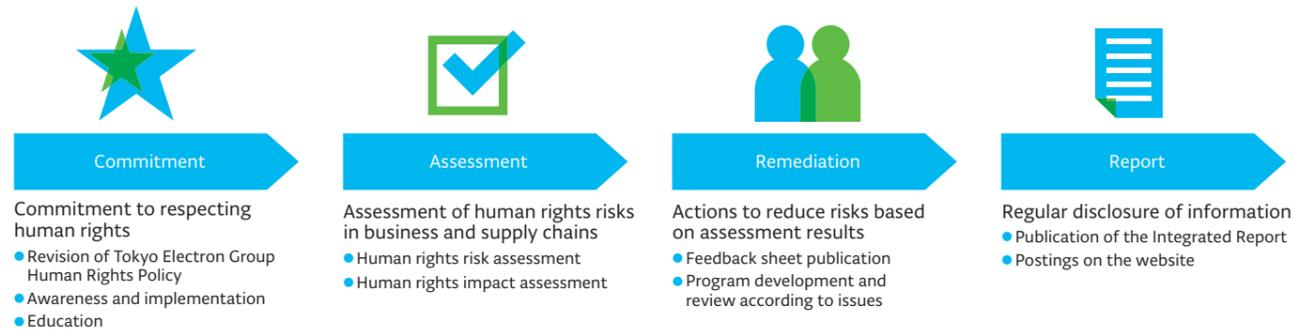 Commitment
Commitment to respecting
human rights
Revision of Tokyo Electron Group
Human Rights Policy
Awareness and implementation
Education
Assessment
Assessment of human rights risks
in business and supply chains
Human rights risk assessment
Human rights impact assessment
Remediation
Actions to reduce risks based
on assessment results
Feedback sheet publication
Program development and
review according to issues
Report
Regular disclosure of information
Publication of the Integrated Report
Postings on the website